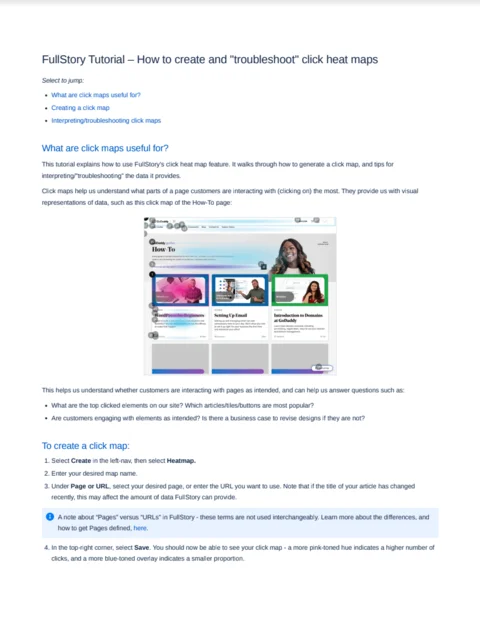 FullStory Tutorial – How to create and "troubleshoot" click heat maps
Select to jump:
• What are click maps useful for?
• Creating a click map
• Interpreting/troubleshooting click maps
What are click maps useful for?
This tutorial explains how to use FullStory's click heat map feature. It walks through how to generate a click map, and tips for
interpreting/"troubleshooting" the data it provides.
Click maps help us understand what parts of a page customers are interacting with (clicking on) the most. They provide us with visual
representations of data, such as this click map of the How-To page:
How-To
WordPress for Beginners
Setting Up Email
Introduction to Domains
at GoDaddy
This helps us understand whether customers are interacting with pages as intended, and can help us answer questions such as:
• What are the top clicked elements on our site? Which articles/tiles/buttons are most popular?
• Are customers engaging with elements as intended? Is there a business case to revise designs if they are not?
To create a click map:
1. Select Create in the left-nav, then select Heatmap.
2. Enter your desired map name.
3. Under Page or URL, select your desired page, or enter the URL you want to use. Note that if the title of your article has changed
recently, this may affect the amount of data FullStory can provide.
A note about "Pages" versus "URLs" in FullStory - these terms are not used interchangeably. Learn more about the differences, and
how to get Pages defined, here.
4. In the top-right corner, select Save. You should now be able to see your click map - a more pink-toned hue indicates a higher number of
clicks, and a more blue-toned overlay indicates a smaller proportion.